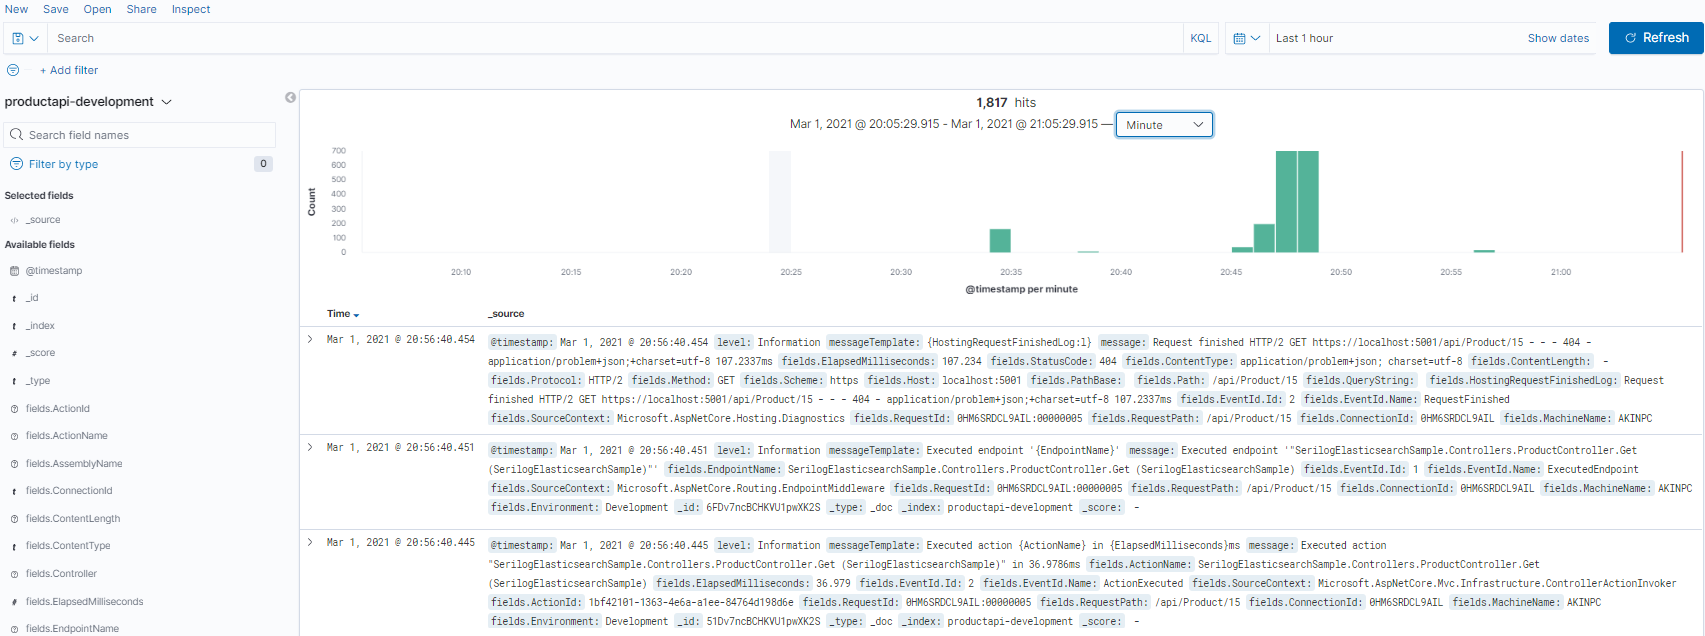 New Save Open Share Inspect
Search KQL Last 1 hour Show dates Refresh
+ Add filter
productapi-development
Search field names
Filter by type 0
Selected fields
_source
Available fields
@timestamp
_id
_index
_score
_type
fields.ActionId
fields.ActionName
fields.AssemblyName
fields.ConnectionId
fields.ContentLength
fields.ContentType
fields.Controller
fields.ElapsedMilliseconds
fields.EndpointName
1,817 hits
Mar 1, 2021 @ 20:05:29.915 - Mar 1, 2021 @ 21:05:29.915 — Minute
700
600
500
400
300
200
100
0
Count
20:10 20:15 20:20 20:25 20:30 20:35 20:40 20:45 20:50 20:55 21:00
@timestamp per minute
Time _source
Mar 1, 2021 @ 20:56:40.454 @timestamp: Mar 1, 2021 @ 20:56:40.454 level: Information messageTemplate: {HostingRequestFinishedLog:l} message: Request finished HTTP/2 GET https://localhost:5001/api/Product/15 - - - 404 -
application/problem+json;+charset=utf-8 107.2337ms fields.ElapsedMilliseconds: 107.234 fields.StatusCode: 404 fields.ContentType: application/problem+json; charset=utf-8 fields.ContentLength: -
fields.Protocol: HTTP/2 fields.Method: GET fields.Scheme: https fields.Host: localhost:5001 fields.PathBase: fields.Path: /api/Product/15 fields.QueryString: fields.HostingRequestFinishedLog: Request
finished HTTP/2 GET https://localhost:5001/api/Product/15 - - - 404 - application/problem+json;+charset=utf-8 107.2337ms fields.EventId.Id: 2 fields.EventId.Name: RequestFinished
fields.SourceContext: Microsoft.AspNetCore.Hosting.Diagnostics fields.RequestId: 0HM6SRDCL9AIL:00000005 fields.RequestPath: /api/Product/15 fields.ConnectionId: 0HM6SRDCL9AIL fields.MachineName: AKINPC
Mar 1, 2021 @ 20:56:40.451 @timestamp: Mar 1, 2021 @ 20:56:40.451 level: Information messageTemplate: Executed endpoint '{EndpointName}' message: Executed endpoint '"SerilogElasticsearchSample.Controllers.ProductController.Get
(SerilogElasticsearchSample)"' fields.EndpointName: SerilogElasticsearchSample.Controllers.ProductController.Get (SerilogElasticsearchSample) fields.EventId.Id: 1 fields.EventId.Name: ExecutedEndpoint
fields.SourceContext: Microsoft.AspNetCore.Routing.EndpointMiddleware fields.RequestId: 0HM6SRDCL9AIL:00000005 fields.RequestPath: /api/Product/15 fields.ConnectionId: 0HM6SRDCL9AIL fields.MachineName: AKINPC
fields.Environment: Development _id: 6FDv7ncBCHKVU1pwXK2S _type: _doc _index: productapi-development _score: -
Mar 1, 2021 @ 20:56:40.445 @timestamp: Mar 1, 2021 @ 20:56:40.445 level: Information messageTemplate: Executed action {ActionName} in {ElapsedMilliseconds}ms message: Executed action
"SerilogElasticsearchSample.Controllers.ProductController.Get (SerilogElasticsearchSample)" in 36.9786ms fields.ActionName: SerilogElasticsearchSample.Controllers.ProductController.Get
(SerilogElasticsearchSample) fields.ElapsedMilliseconds: 36.979 fields.EventId.Id: 2 fields.EventId.Name: ActionExecuted fields.SourceContext: Microsoft.AspNetCore.Mvc.Infrastructure.ControllerActionInvoker
fields.ActionId: 1bf42101-1363-4e6a-a1ee-84764d198d6e fields.RequestId: 0HM6SRDCL9AIL:00000005 fields.RequestPath: /api/Product/15 fields.ConnectionId: 0HM6SRDCL9AIL fields.MachineName: AKINPC
fields.Environment: Development _id: 51Dv7ncBCHKVU1pwXK2S _type: _doc _index: productapi-development _score: -